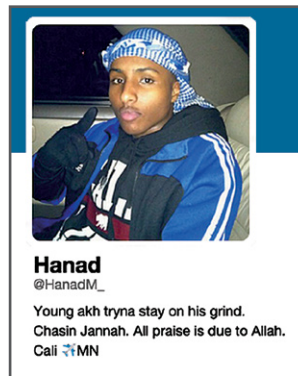 Hanad
@HanadM_
Young akh tryna stay on his grind.
Chasin Jannah. All praise is due to Allah.
Cali ✈️MN